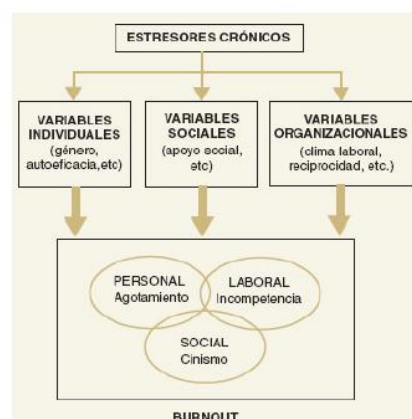 ESTRESORES CRÓNICOS
VARIABLES
INDIVIDUALES
(género,
autoeficacia,etc)
VARIABLES
SOCIALES
(apoyo social,
etc)
VARIABLES
ORGANIZACIONALES
(clima laboral,
reciprocidad, etc.)
PERSONAL
Agotamiento
LABORAL
Incompetencia
SOCIAL
Cinismo
BURNOUT